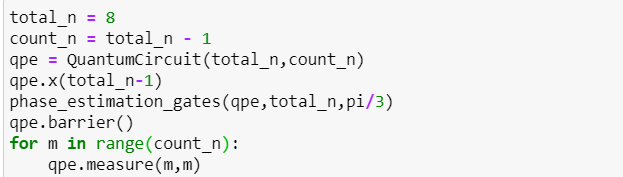 total_n = 8
count_n = total_n - 1
qpe = QuantumCircuit(total_n,count_n)
qpe.x(total_n-1)
phase_estimation_gates(qpe,total_n,pi/3)
qpe.barrier()
for m in range(count_n):
    qpe.measure(m,m)